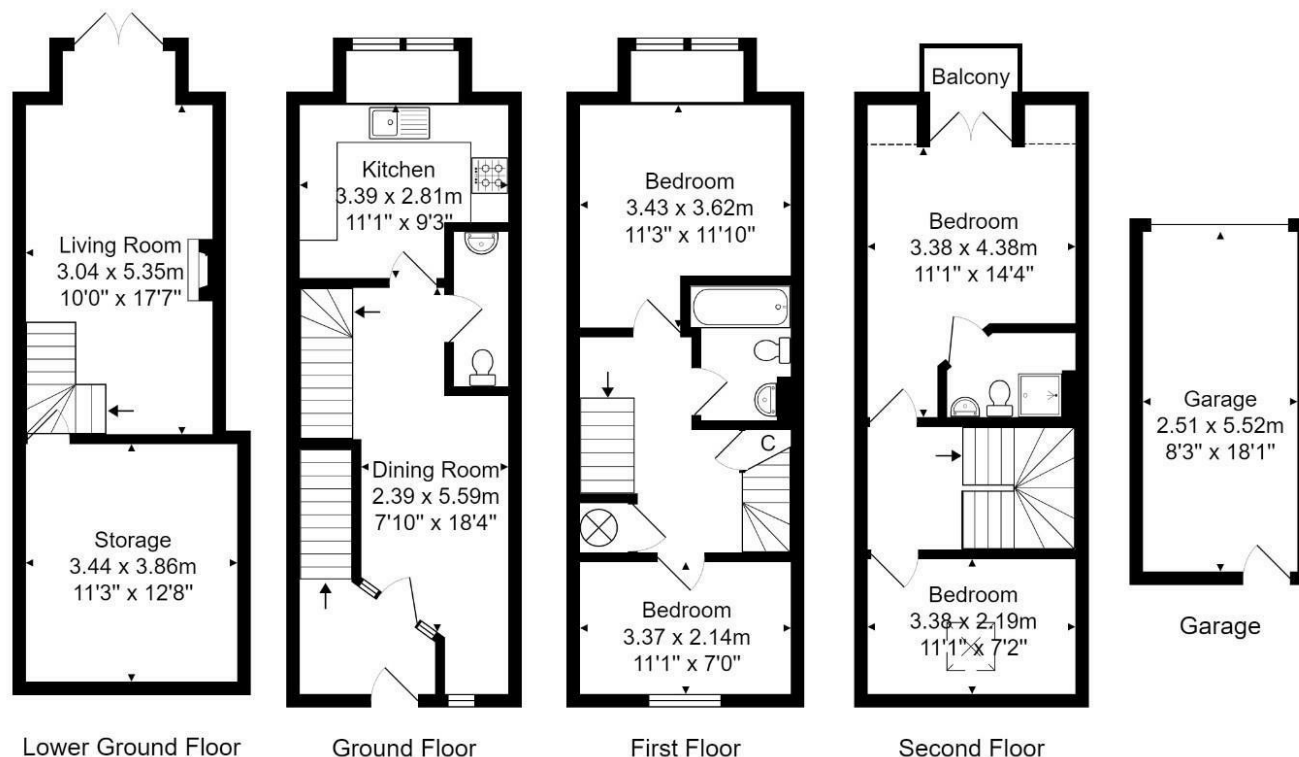 Living Room
3.04 x 5.35m
10'0" x 17'7"
Storage
3.44 x 3.86m
11'3" x 12'8"
Lower Ground Floor
Kitchen
3.39 x 2.81m
11'1" x 9'3"
Dining Room
2.39 x 5.59m
7'10" x 18'4"
Ground Floor
Bedroom
3.43 x 3.62m
11'3" x 11'10"
C
Bedroom
3.37 x 2.14m
11'1" x 7'0"
First Floor
Balcony
Bedroom
3.38 x 4.38m
11'1" x 14'4"
Bedroom
3.38 x 2.19m
11'1" x 7'2"
Second Floor
Garage
2.51 x 5.52m
8'3" x 18'1"
Garage